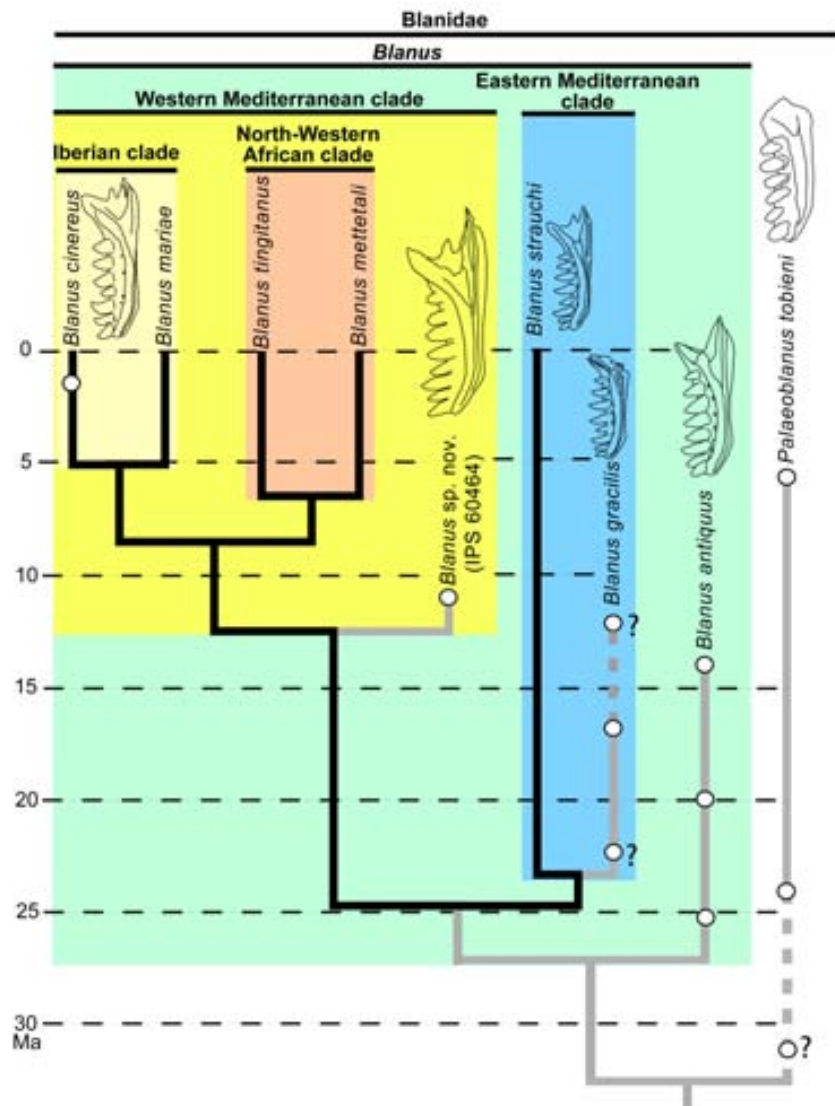 Blanidae
Blanus
Eastern Mediterranean
clade
Western Mediterranean clade
North-Western
African clade
Iberian clade
Blanus cinereus
Blanus mariae
Blanus tingitanus
Blanus mettetali
Blanus sp. nov.
(IPS 60464)
Blanus strauchi
Blanus gracilis
Blanus antiquus
Palaeoblanus tobieni
0
5
10
?
15
20
?
25
30
Ma
?